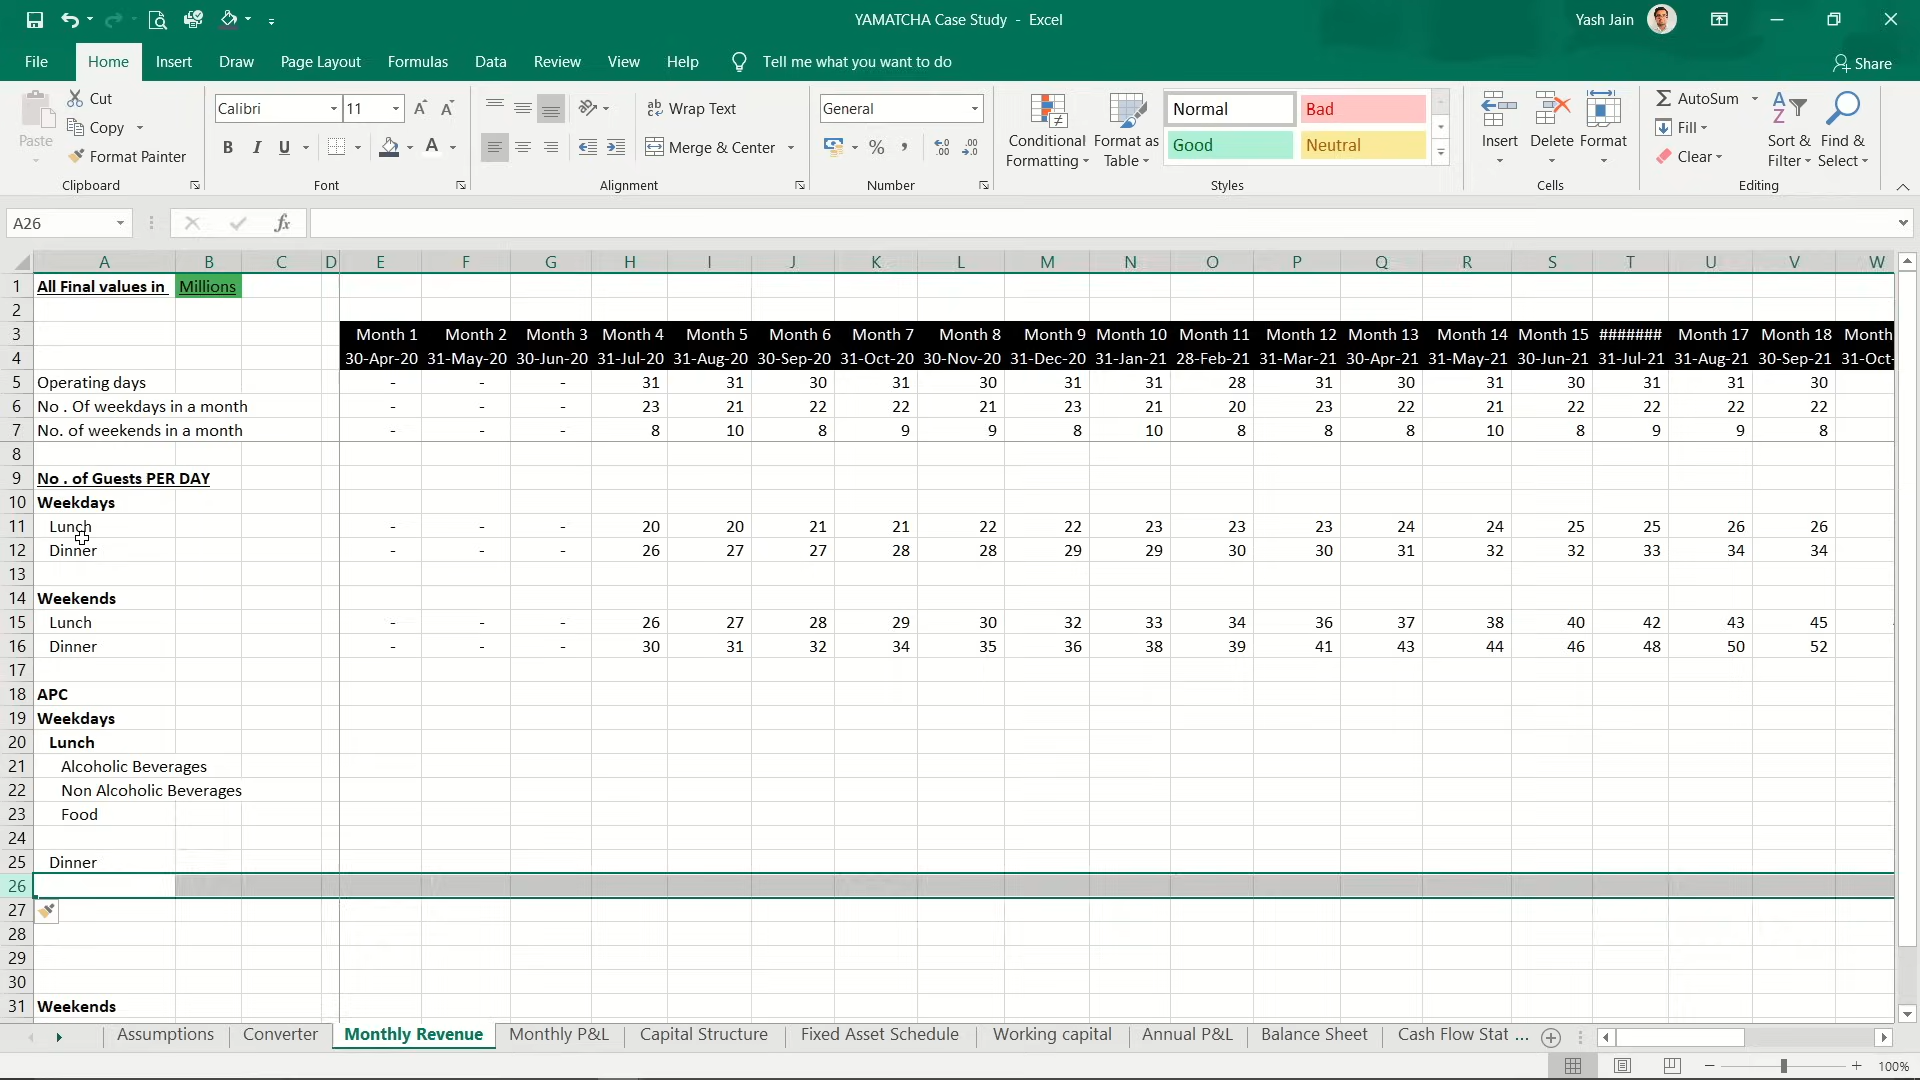 YAMATCHA Case Study - Excel
Yash Jain
File Home Insert Draw Page Layout Formulas Data Review View Help Tell me what you want to do Share
Paste
Cut
Copy
Format Painter
Clipboard
Calibri 11
B I U
Font
Wrap Text
Merge & Center
Alignment
General
Number
Conditional Formatting
Format as Table
Normal Bad
Good Neutral
Styles
Insert Delete Format
Cells
AutoSum
Fill
Clear
Sort & Filter
Find & Select
Editing
A26
fx
A B C D E F G H I J K L M N O P Q R S T U V W
1 All Final values in Millions
2
3 Month 1 Month 2 Month 3 Month 4 Month 5 Month 6 Month 7 Month 8 Month 9 Month 10 Month 11 Month 12 Month 13 Month 14 Month 15 ####### Month 17 Month 18 Month
4 30-Apr-20 31-May-20 30-Jun-20 31-Jul-20 31-Aug-20 30-Sep-20 31-Oct-20 30-Nov-20 31-Dec-20 31-Jan-21 28-Feb-21 31-Mar-21 30-Apr-21 31-May-21 30-Jun-21 31-Jul-21 31-Aug-21 30-Sep-21 31-Oct-
5 Operating days - - - 31 31 30 31 30 31 31 28 31 30 31 30 31 31 30
6 No . Of weekdays in a month - - - 23 21 22 22 21 23 21 20 23 22 21 22 22 22 22
7 No. of weekends in a month - - - 8 10 8 9 9 8 10 8 8 8 10 8 9 9 8
8
9 No . of Guests PER DAY
10 Weekdays
11 Lunch - - - 20 20 21 21 22 22 23 23 23 24 24 25 25 26 26
12 Dinner - - - 26 27 27 28 28 29 29 30 30 31 32 32 33 34 34
13
14 Weekends
15 Lunch - - - 26 27 28 29 30 32 33 34 36 37 38 40 42 43 45
16 Dinner - - - 30 31 32 34 35 36 38 39 41 43 44 46 48 50 52
17
18 APC
19 Weekdays
20 Lunch
21 Alcoholic Beverages
22 Non Alcoholic Beverages
23 Food
24
25 Dinner
26
27
28
29
30
31 Weekends
Assumptions Converter Monthly Revenue Monthly P&L Capital Structure Fixed Asset Schedule Working capital Annual P&L Balance Sheet Cash Flow Stat ...
100%